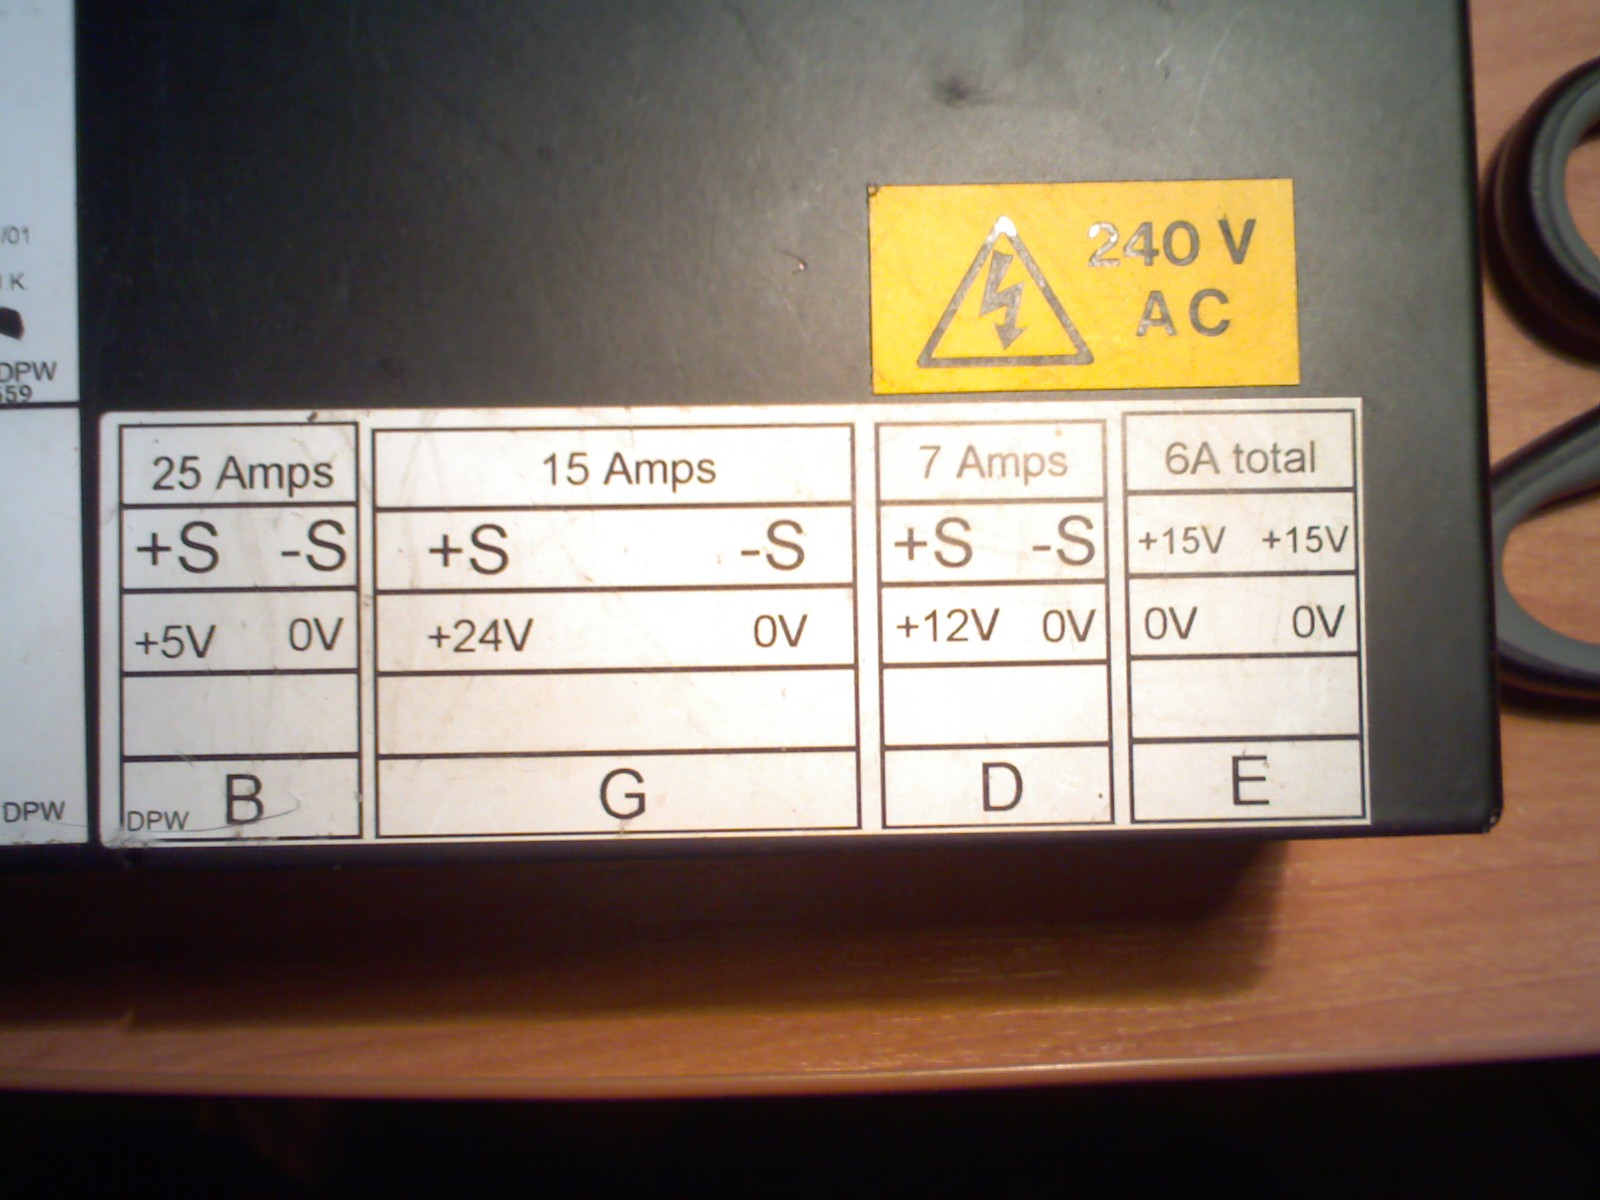 /01
K.
DPW
559
DPW
240 V
AC
25 Amps
+S -S
+5V 0V
B
DPW
15 Amps
+S -S
+24V 0V
G
7 Amps
+S -S
+12V 0V
D
6A total
+15V +15V
0V 0V
E